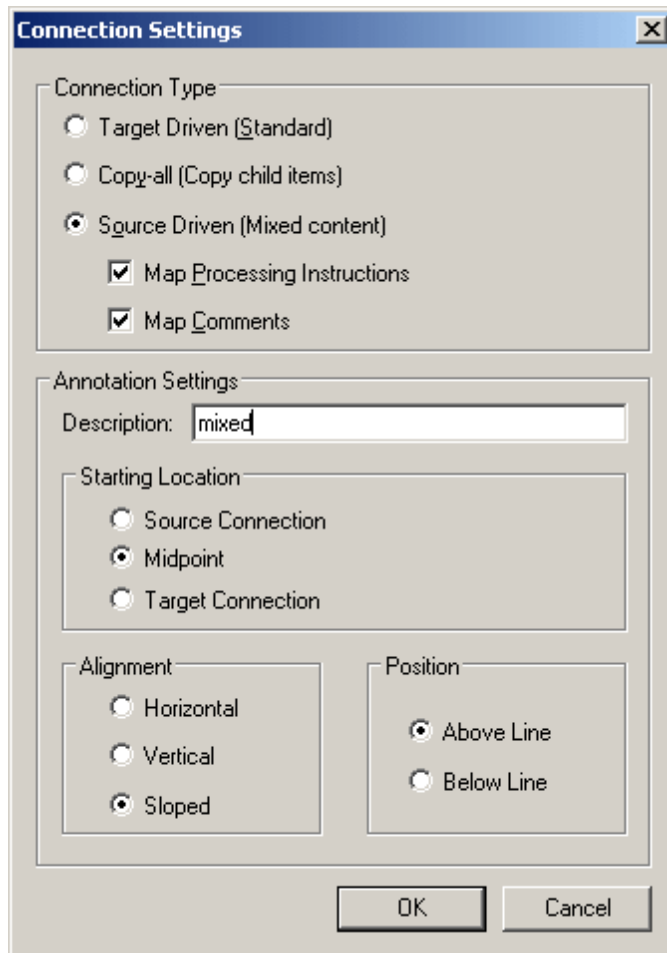 Connection Settings
Connection Type
Target Driven (Standard)
Copy-all (Copy child items)
Source Driven (Mixed content)
Map Processing Instructions
Map Comments
Annotation Settings
Description: mixed
Starting Location
Source Connection
Midpoint
Target Connection
Alignment
Horizontal
Vertical
Sloped
Position
Above Line
Below Line
OK Cancel